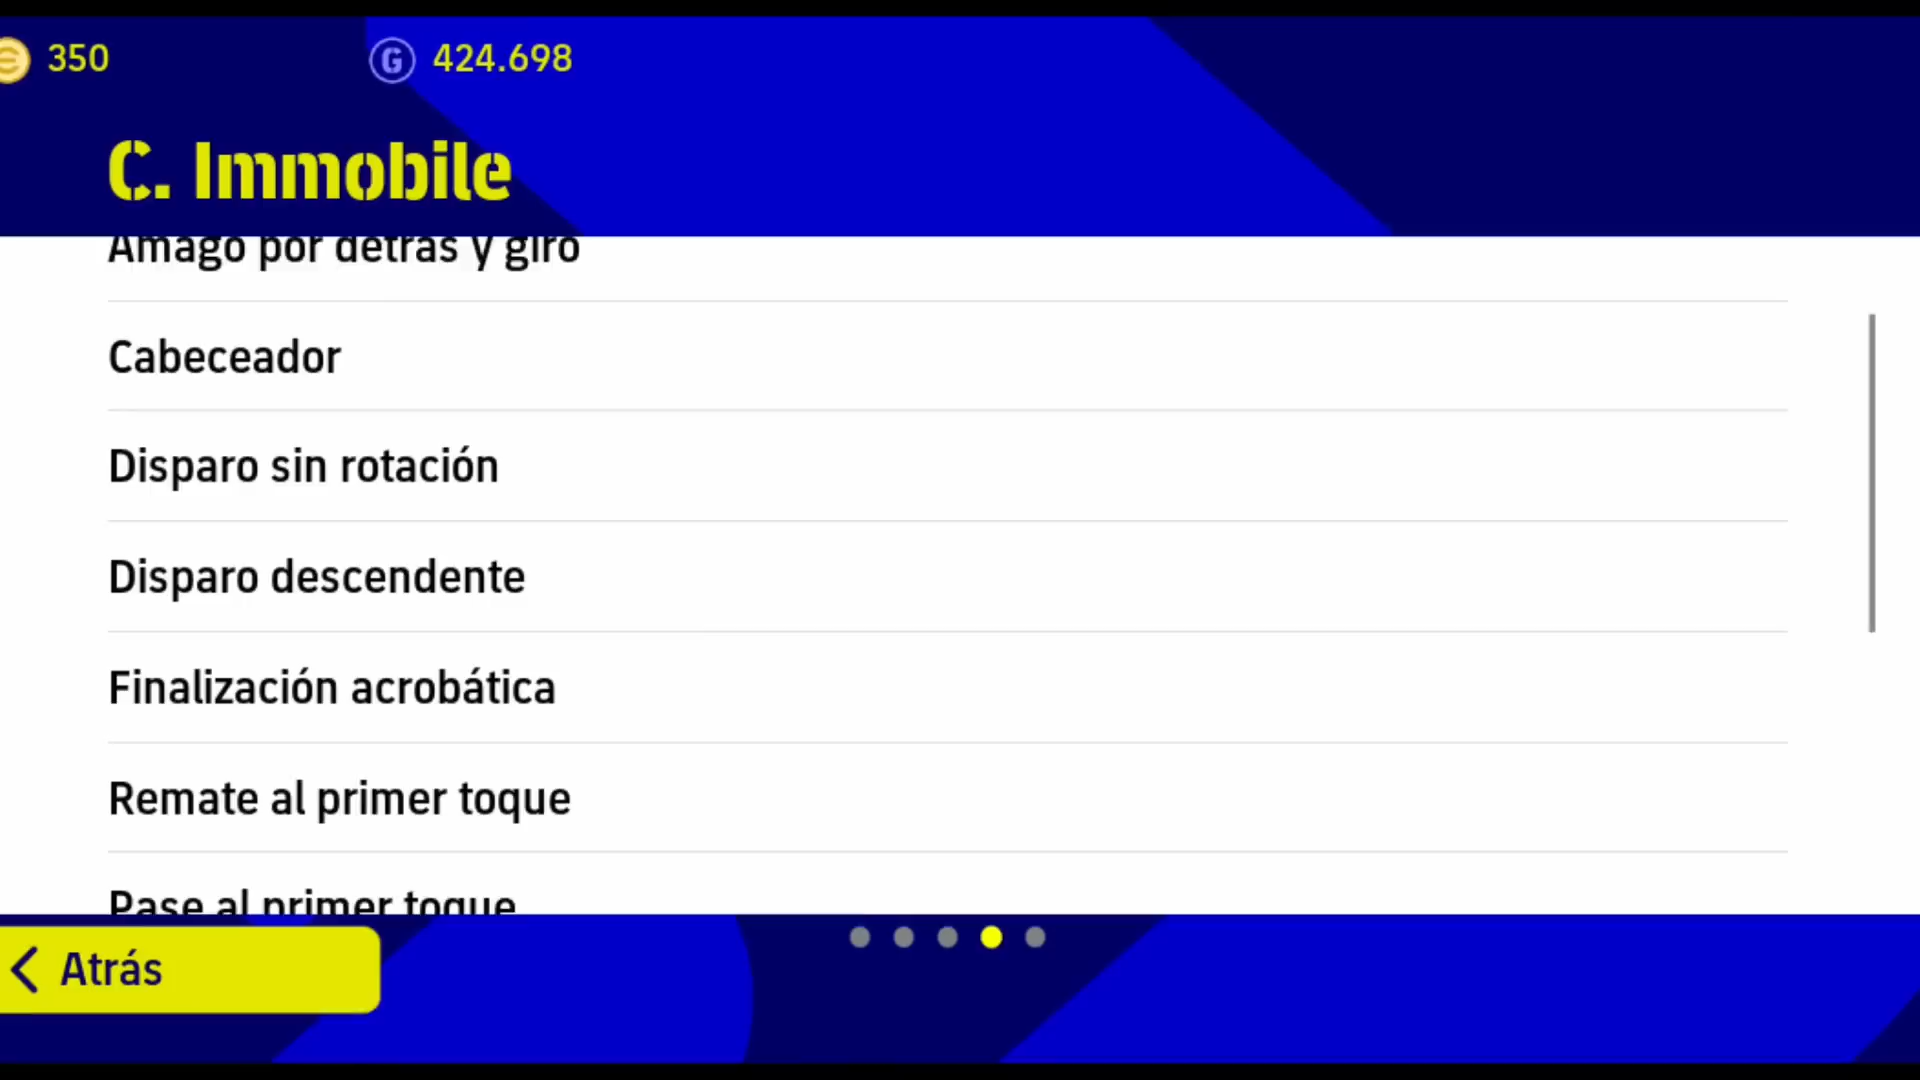 350
G 424.698
C. Immobile
Amago por detrás y giro
Cabeceador
Disparo sin rotación
Disparo descendente
Finalización acrobática
Remate al primer toque
Pase al primer toque
Atrás